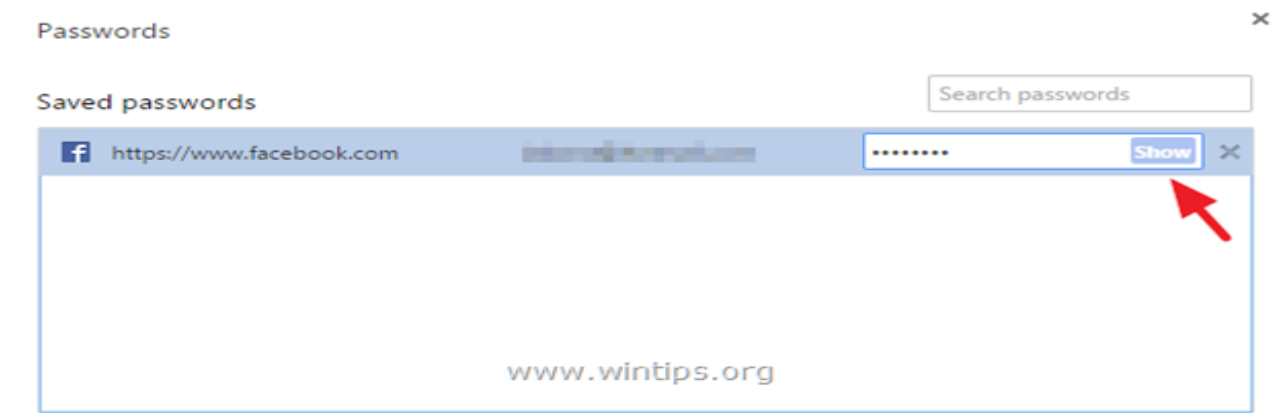 Passwords
Saved passwords
Search passwords
https://www.facebook.com
•••••••• Show
www.wintips.org